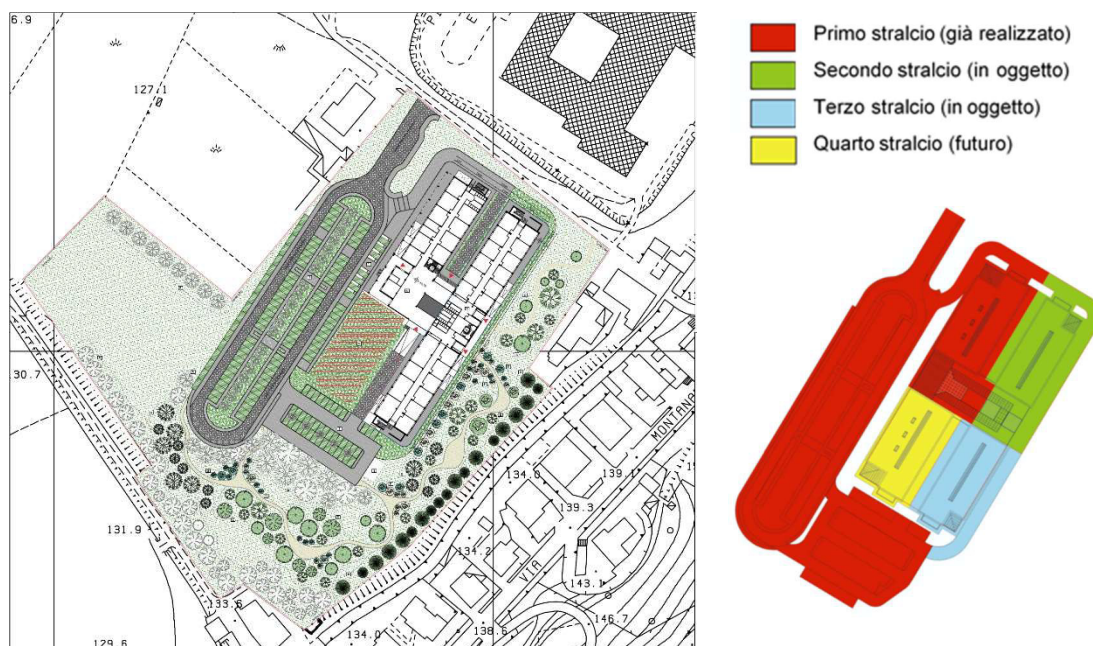 6.9
127.1
130.7
131.9
133.6
129.6
134.0
138.6
134.2
134.0
139.3
143.1
146.7
VIA
MONTANA
Primo stralcio (già realizzato)
Secondo stralcio (in oggetto)
Terzo stralcio (in oggetto)
Quarto stralcio (futuro)